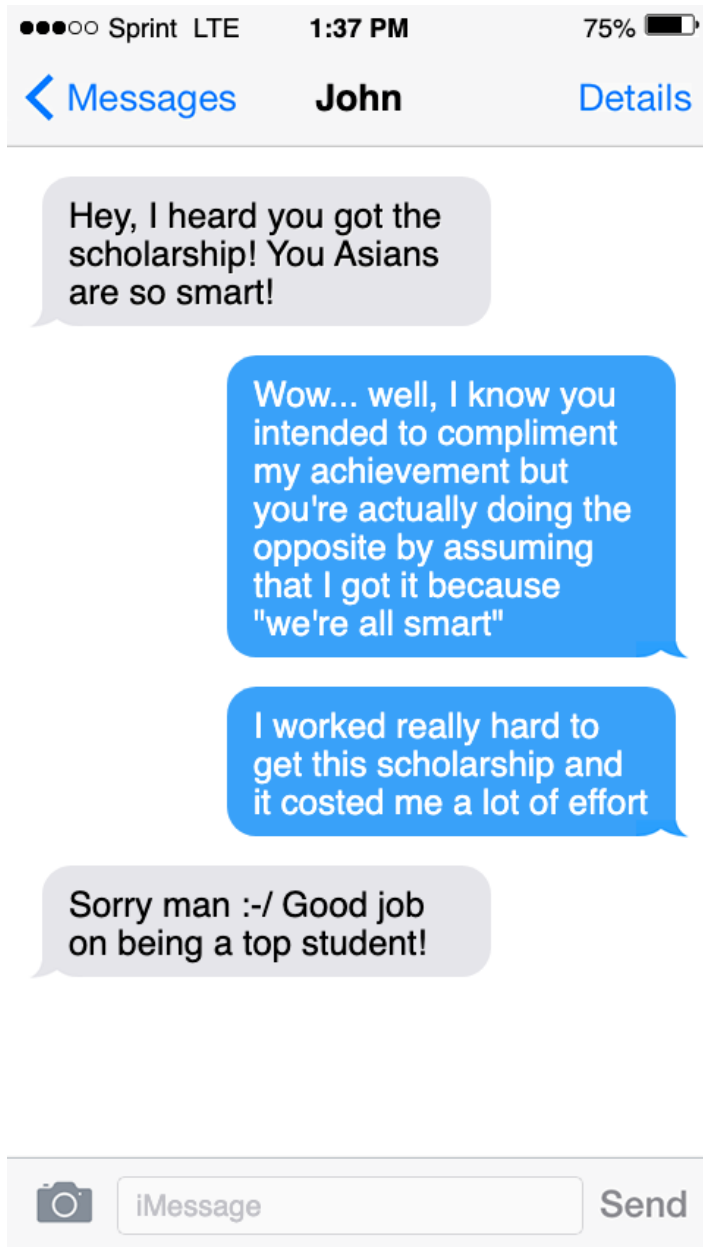 Sprint LTE 1:37 PM 75%
Messages John Details
Hey, I heard you got the
scholarship! You Asians
are so smart!
Wow... well, I know you
intended to compliment
my achievement but
you're actually doing the
opposite by assuming
that I got it because
"we're all smart"
I worked really hard to
get this scholarship and
it costed me a lot of effort
Sorry man :-/ Good job
on being a top student!
iMessage Send